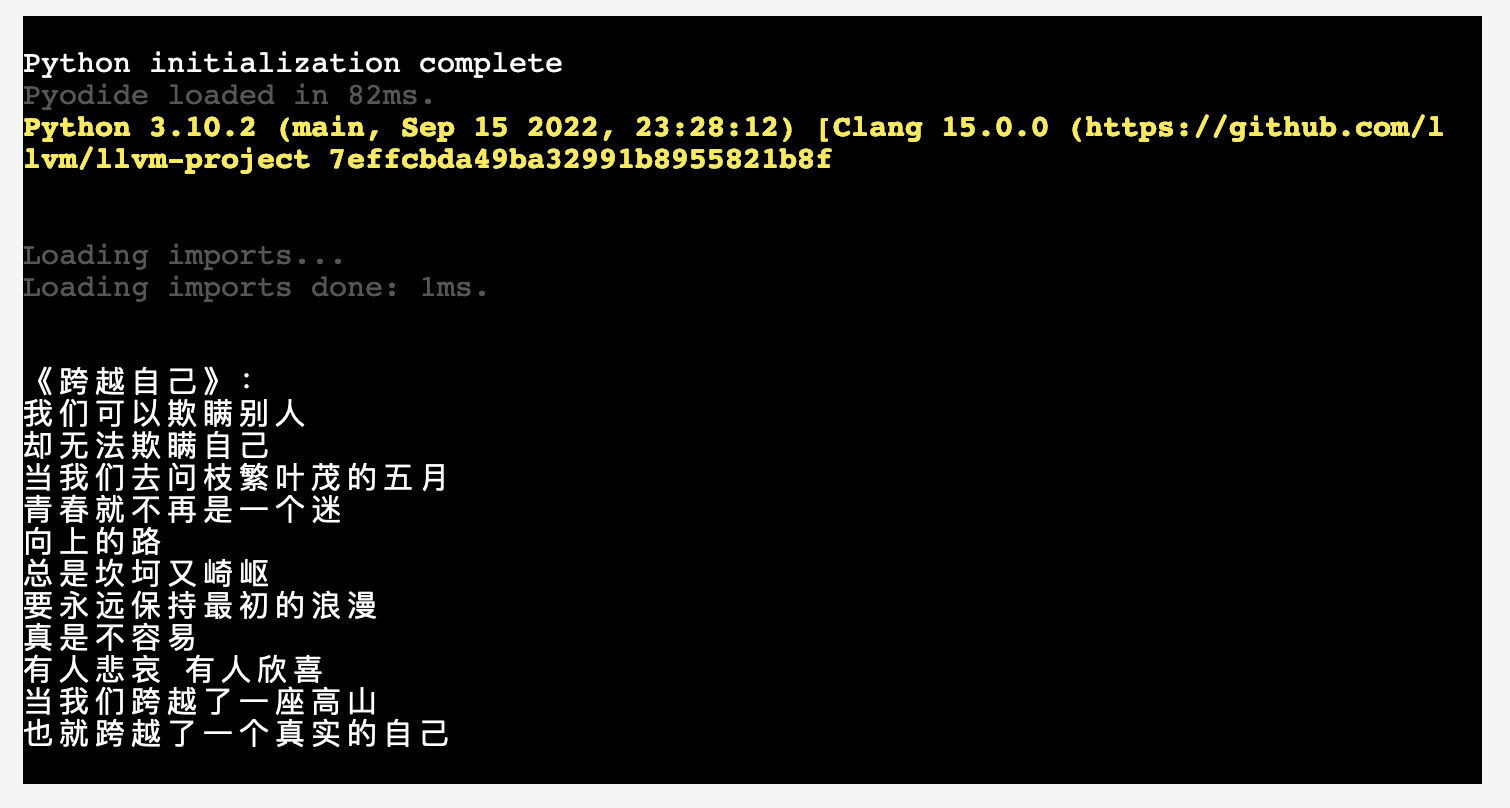 Python initialization complete
Pyodide loaded in 82ms.
Python 3.10.2 (main, Sep 15 2022, 23:28:12) [Clang 15.0.0 (https://github.com/l
lvm/llvm-project 7effcbda49ba32991b8955821b8f
Loading imports...
Loading imports done: 1ms.
《跨越自己》:
我们可以欺瞒别人
却无法欺瞒自己
当我们去问枝繁叶茂的五月
青春就不再是一个迷
向上的路
总是坎坷又崎岖
要永远保持最初的浪漫
真是不容易
有人悲哀 有人欣喜
当我们跨越了一座高山
也就跨越了一个真实的自己